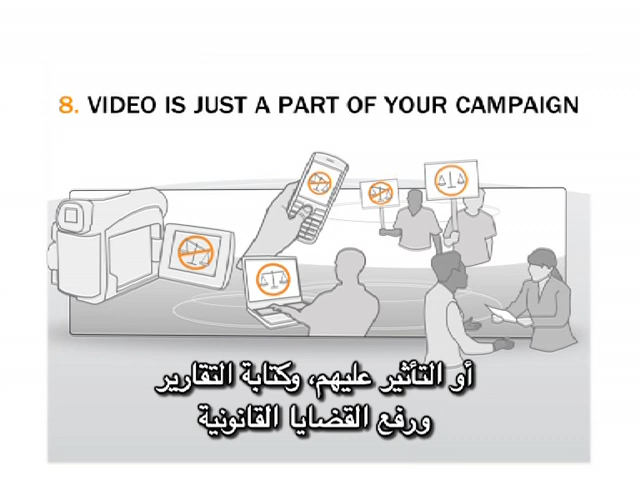 8. VIDEO IS JUST A PART OF YOUR CAMPAIGN
أو التأثير عليهم، وكتابة التقارير
ورفع القضايا القانونية